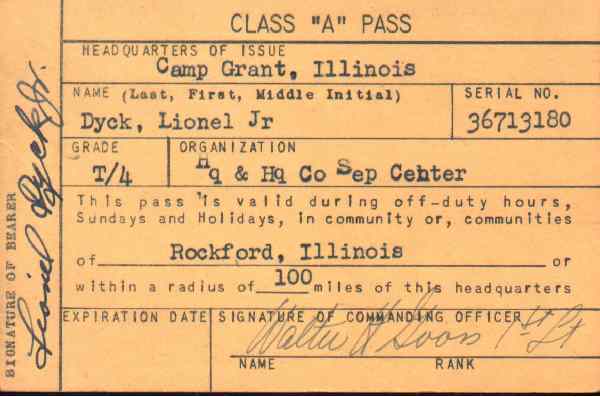 CLASS "A" PASS
HEADQUARTERS OF ISSUE
Camp Grant, Illinois
NAME (Last, First, Middle Initial)
Dyck, Lionel Jr
SERIAL NO.
36713180
GRADE
T/4
ORGANIZATION
Hq & Hq Co Sep Center
This pass is valid during off-duty hours,
Sundays and Holidays, in community or, communities
of Rockford, Illinois or
within a radius of 100 miles of this headquarters
EXPIRATION DATE
SIGNATURE OF COMMANDING OFFICER
Walter H 1st Lt
NAME RANK
SIGNATURE OF BEARER
Lionel Dyck Jr.